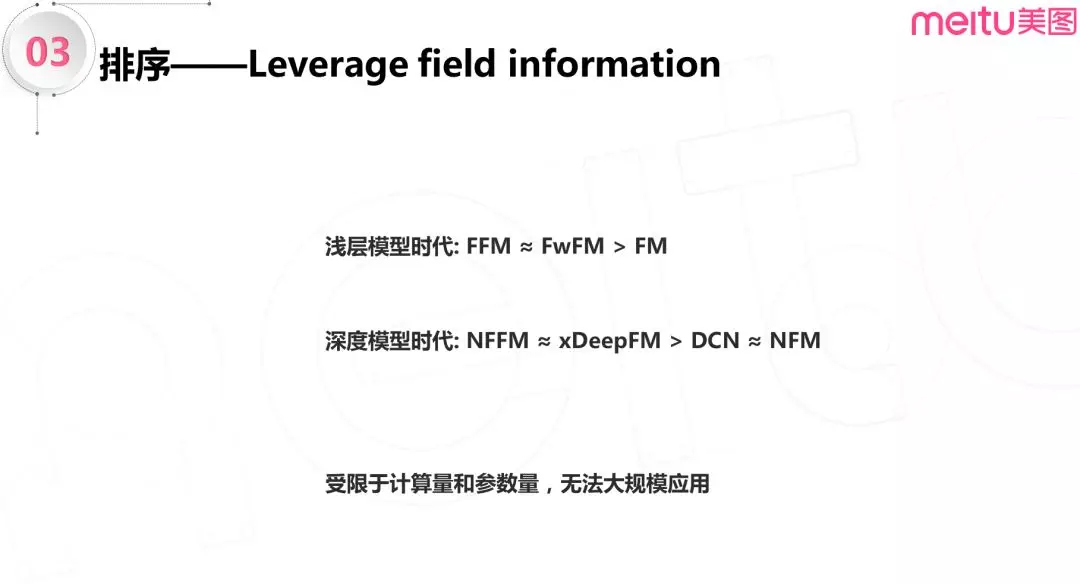 meitu美图
03
排序——Leverage field information
浅层模型时代: FFM ≈ FwFM > FM
深度模型时代: NFFM ≈ xDeepFM > DCN ≈ NFM
受限于计算量和参数量，无法大规模应用
meitu